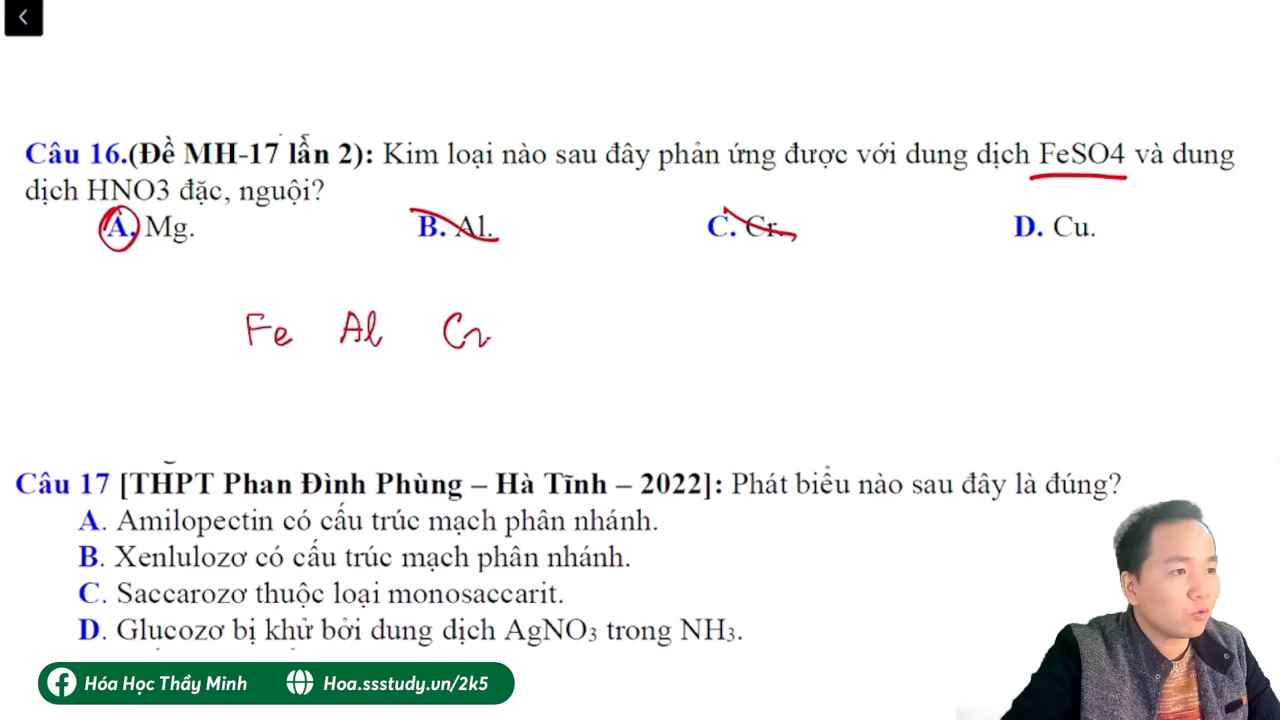 Câu 16.(Đề MH-17 lần 2): Kim loại nào sau đây phản ứng được với dung dịch FeSO4 và dung
dịch HNO3 đặc, nguội?
A. Mg. B. Al. C. Cr. D. Cu.
Fe Al Cr
Câu 17 [THPT Phan Đình Phùng – Hà Tĩnh – 2022]: Phát biểu nào sau đây là đúng?
A. Amilopectin có cấu trúc mạch phân nhánh.
B. Xenlulozơ có cấu trúc mạch phân nhánh.
C. Saccarozơ thuộc loại monosaccarit.
D. Glucozơ bị khử bởi dung dịch AgNO₃ trong NH₃.
Hóa Học Thầy Minh Hoa.ssstudy.vn/2k5